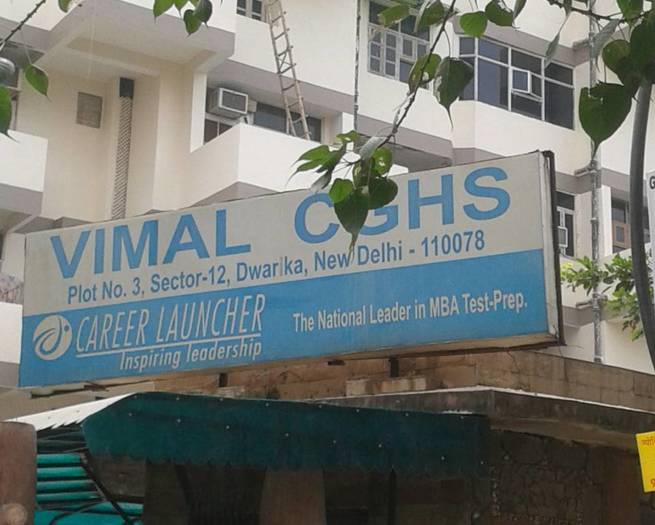 VIMAL CGHS
Plot No. 3, Sector-12, Dwarka, New Delhi - 110078
CAREER LAUNCHER
Inspiring leadership
The National Leader in MBA Test-Prep.